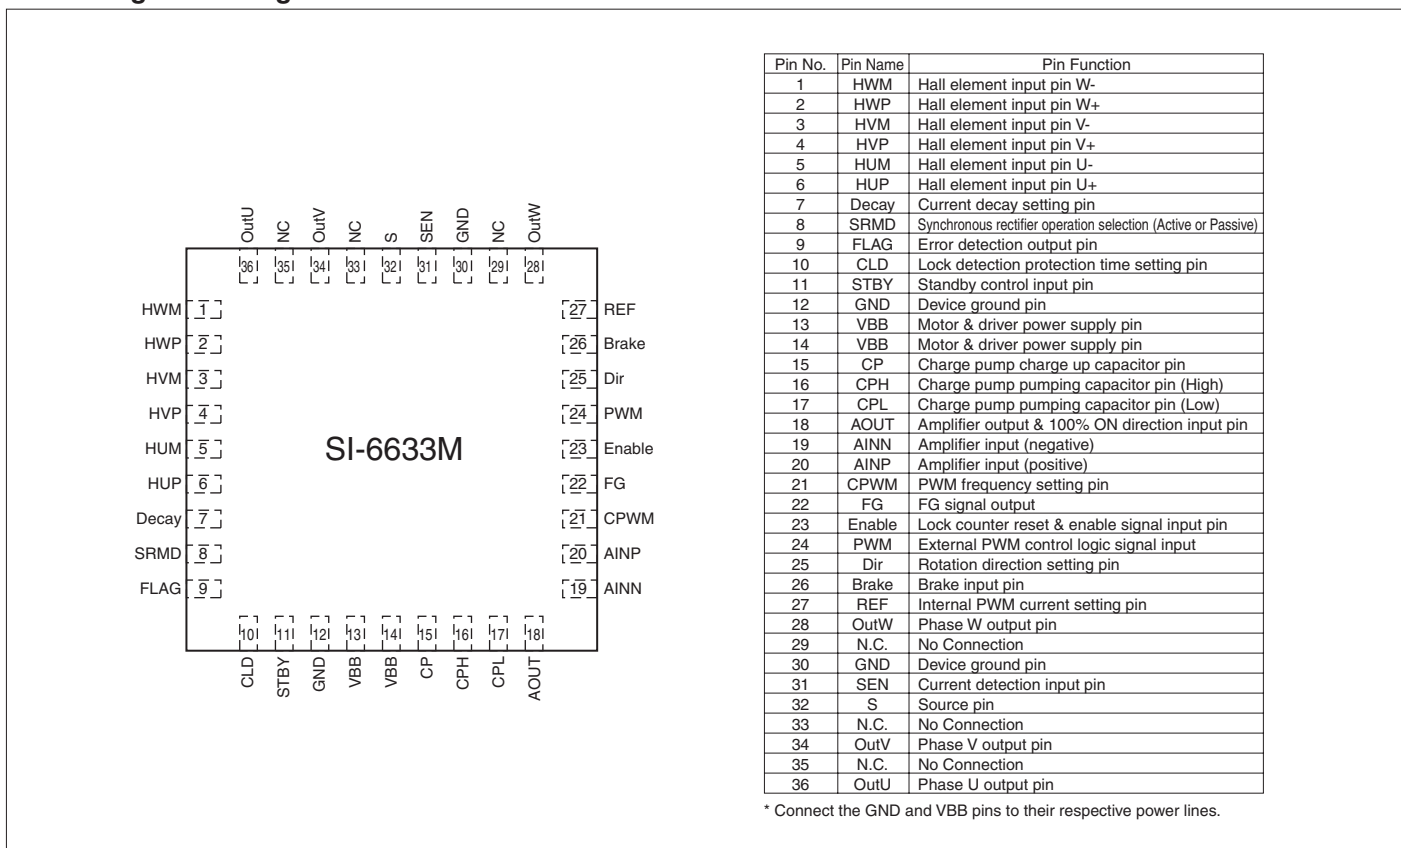 OutU
NC
OutV
NC
S
SEN
GND
NC
OutW
36
35
34
33
32
31
30
29
28
HWM 1
HWP 2
HVM 3
HVP 4
HUM 5
HUP 6
Decay 7
SRMD 8
FLAG 9
SI-6633M
27 REF
26 Brake
25 Dir
24 PWM
23 Enable
22 FG
21 CPWM
20 AINP
19 AINN
10
11
12
13
14
15
16
17
18
CLD
STBY
GND
VBB
VBB
CP
CPH
CPL
AOUT
Pin No. Pin Name Pin Function
1 HWM Hall element input pin W-
2 HWP Hall element input pin W+
3 HVM Hall element input pin V-
4 HVP Hall element input pin V+
5 HUM Hall element input pin U-
6 HUP Hall element input pin U+
7 Decay Current decay setting pin
8 SRMD Synchronous rectifier operation selection (Active or Passive)
9 FLAG Error detection output pin
10 CLD Lock detection protection time setting pin
11 STBY Standby control input pin
12 GND Device ground pin
13 VBB Motor & driver power supply pin
14 VBB Motor & driver power supply pin
15 CP Charge pump charge up capacitor pin
16 CPH Charge pump pumping capacitor pin (High)
17 CPL Charge pump pumping capacitor pin (Low)
18 AOUT Amplifier output & 100% ON direction input pin
19 AINN Amplifier input (negative)
20 AINP Amplifier input (positive)
21 CPWM PWM frequency setting pin
22 FG FG signal output
23 Enable Lock counter reset & enable signal input pin
24 PWM External PWM control logic signal input
25 Dir Rotation direction setting pin
26 Brake Brake input pin
27 REF Internal PWM current setting pin
28 OutW Phase W output pin
29 N.C. No Connection
30 GND Device ground pin
31 SEN Current detection input pin
32 S Source pin
33 N.C. No Connection
34 OutV Phase V output pin
35 N.C. No Connection
36 OutU Phase U output pin
* Connect the GND and VBB pins to their respective power lines.